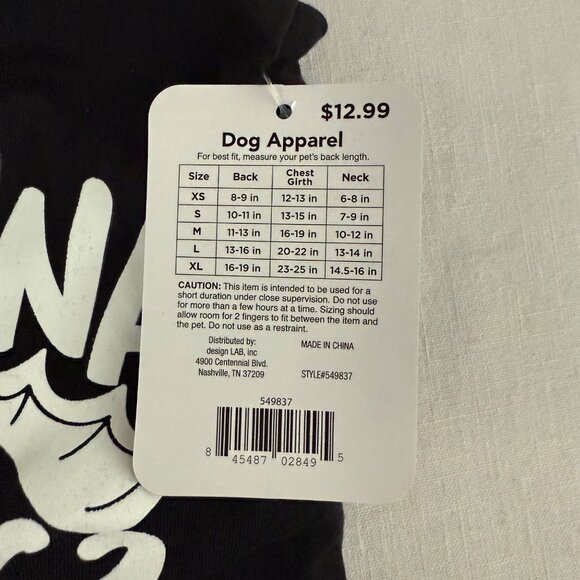 $12.99
Dog Apparel
For best fit, measure your pet's back length.
Size Back Chest Girth Neck
XS 8-9 in 12-13 in 6-8 in
S 10-11 in 13-15 in 7-9 in
M 11-13 in 16-19 in 10-12 in
L 13-16 in 20-22 in 13-14 in
XL 16-19 in 23-25 in 14.5-16 in
CAUTION: This item is intended to be used for a
short duration under close supervision. Do not use
for more than a few hours at a time. Sizing should
allow room for 2 fingers to fit between the item and
the pet. Do not use as a restraint.
Distributed by:
design LAB, inc
4900 Centennial Blvd.
Nashville, TN 37209
MADE IN CHINA
STYLE#549837
549837
8 45487 02849 5